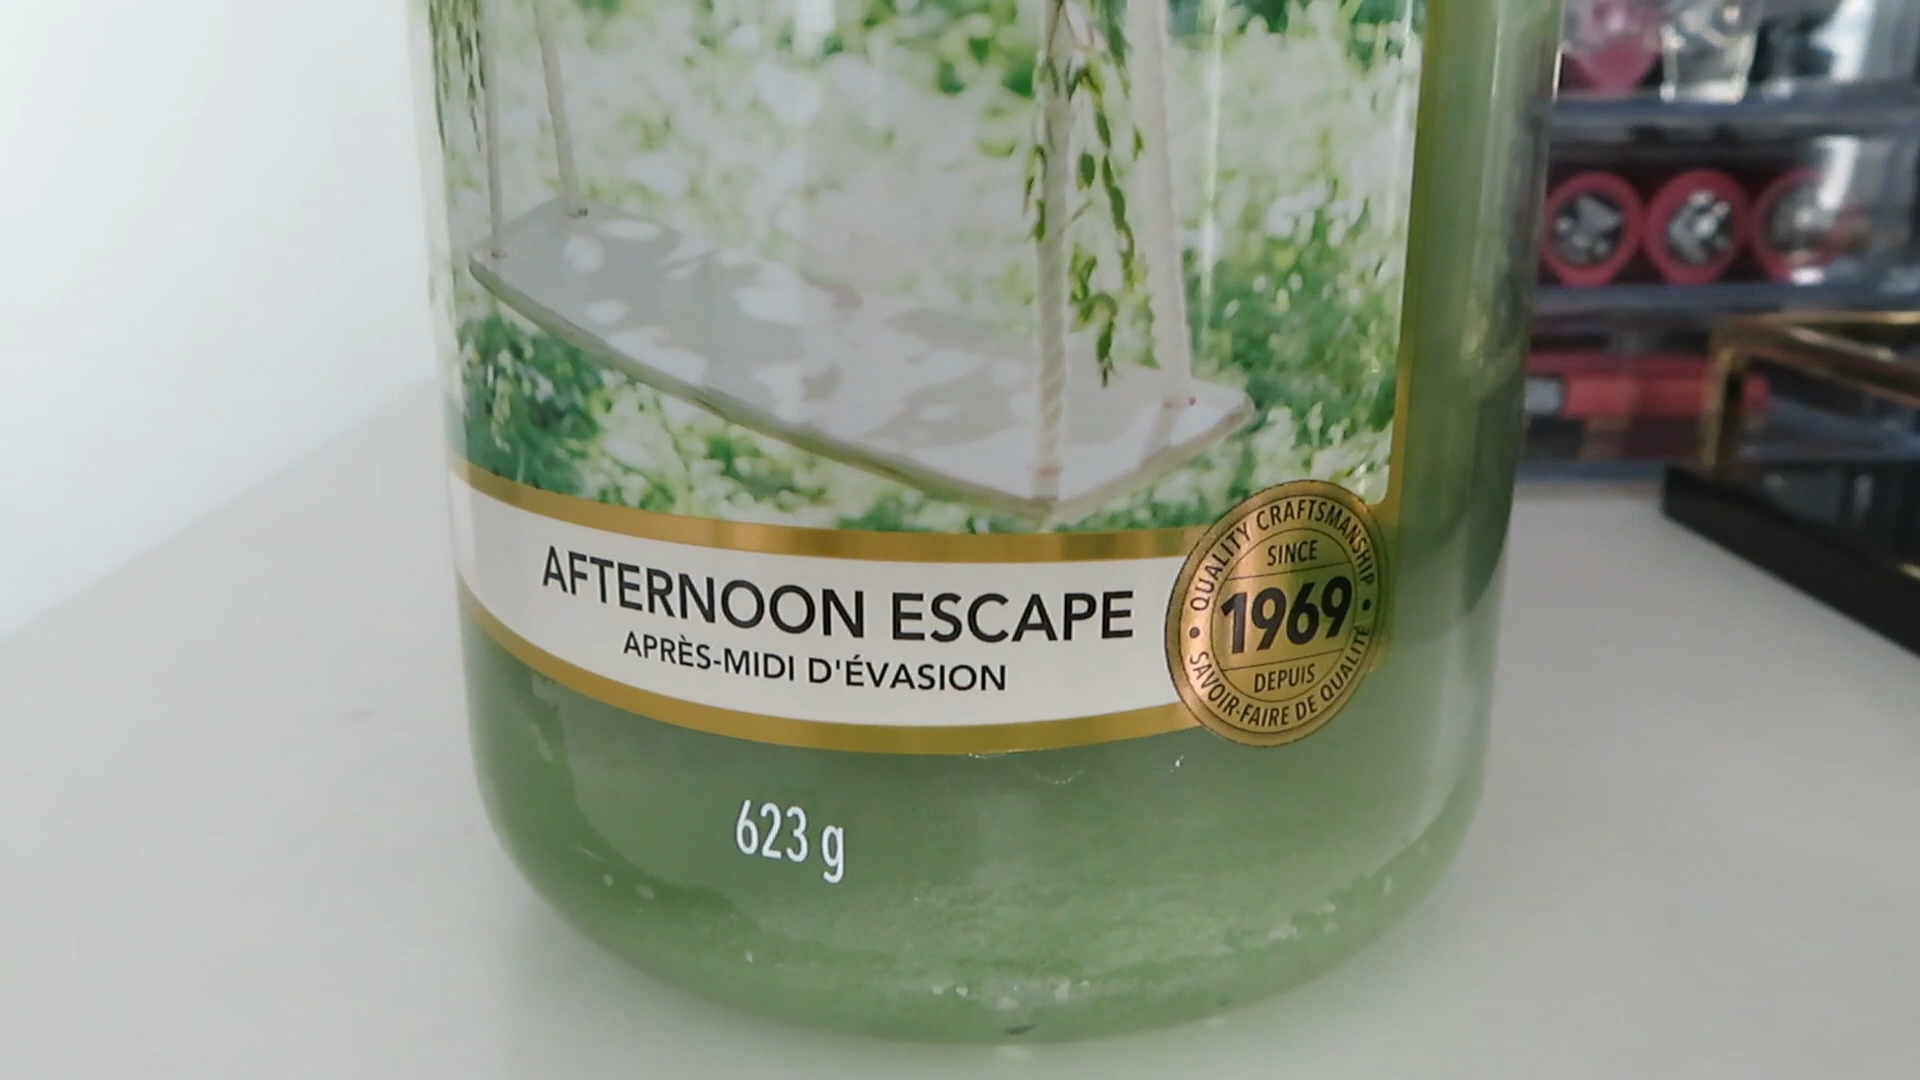 AFTERNOON ESCAPE
APRÈS-MIDI D'ÉVASION
QUALITY CRAFTSMANSHIP
SINCE
1969
DEPUIS
SAVOIR-FAIRE DE QUALITÉ
623 g